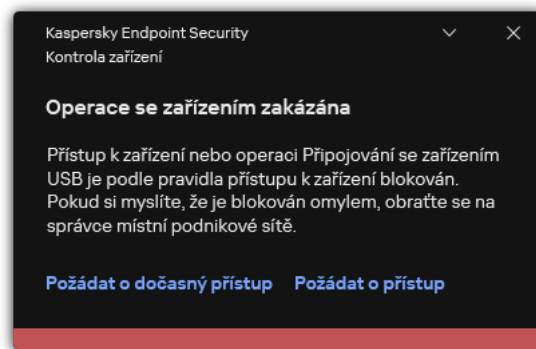 Kaspersky Endpoint Security
Kontrola zařízení
Operace se zařízením zakázána
Přístup k zařízení nebo operaci Připojování se zařízením
USB je podle pravidla přístupu k zařízení blokován.
Pokud si myslíte, že je blokován omylem, obraťte se na
správce místní podnikové sítě.
Požádat o dočasný přístup Požádat o přístup